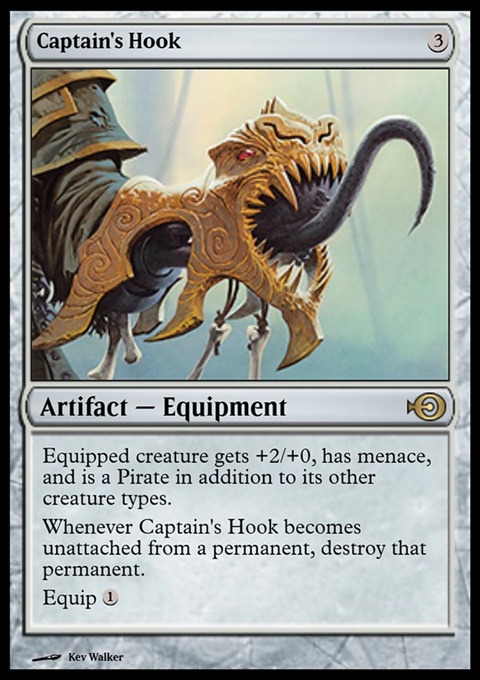 Captain's Hook 3
Artifact — Equipment
Equipped creature gets +2/+0, has menace,
and is a Pirate in addition to its other
creature types.
Whenever Captain's Hook becomes
unattached from a permanent, destroy that
permanent.
Equip 1
Kev Walker